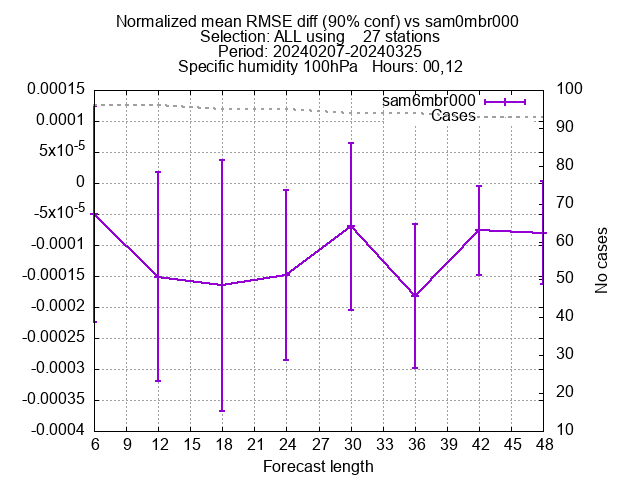 Normalized mean RMSE diff (90% conf) vs sam0mbr000
Selection: ALL using    27 stations
Period: 20240207-20240325
Specific humidity 100hPa   Hours: 00,12
sam6mbr000
Cases
0.00015
0.0001
5x10-5
0
-5x10-5
-0.0001
-0.00015
-0.0002
-0.00025
-0.0003
-0.00035
-0.0004
100
90
80
70
60
50
40
30
20
10
No cases
6 9 12 15 18 21 24 27 30 33 36 39 42 45 48
Forecast length